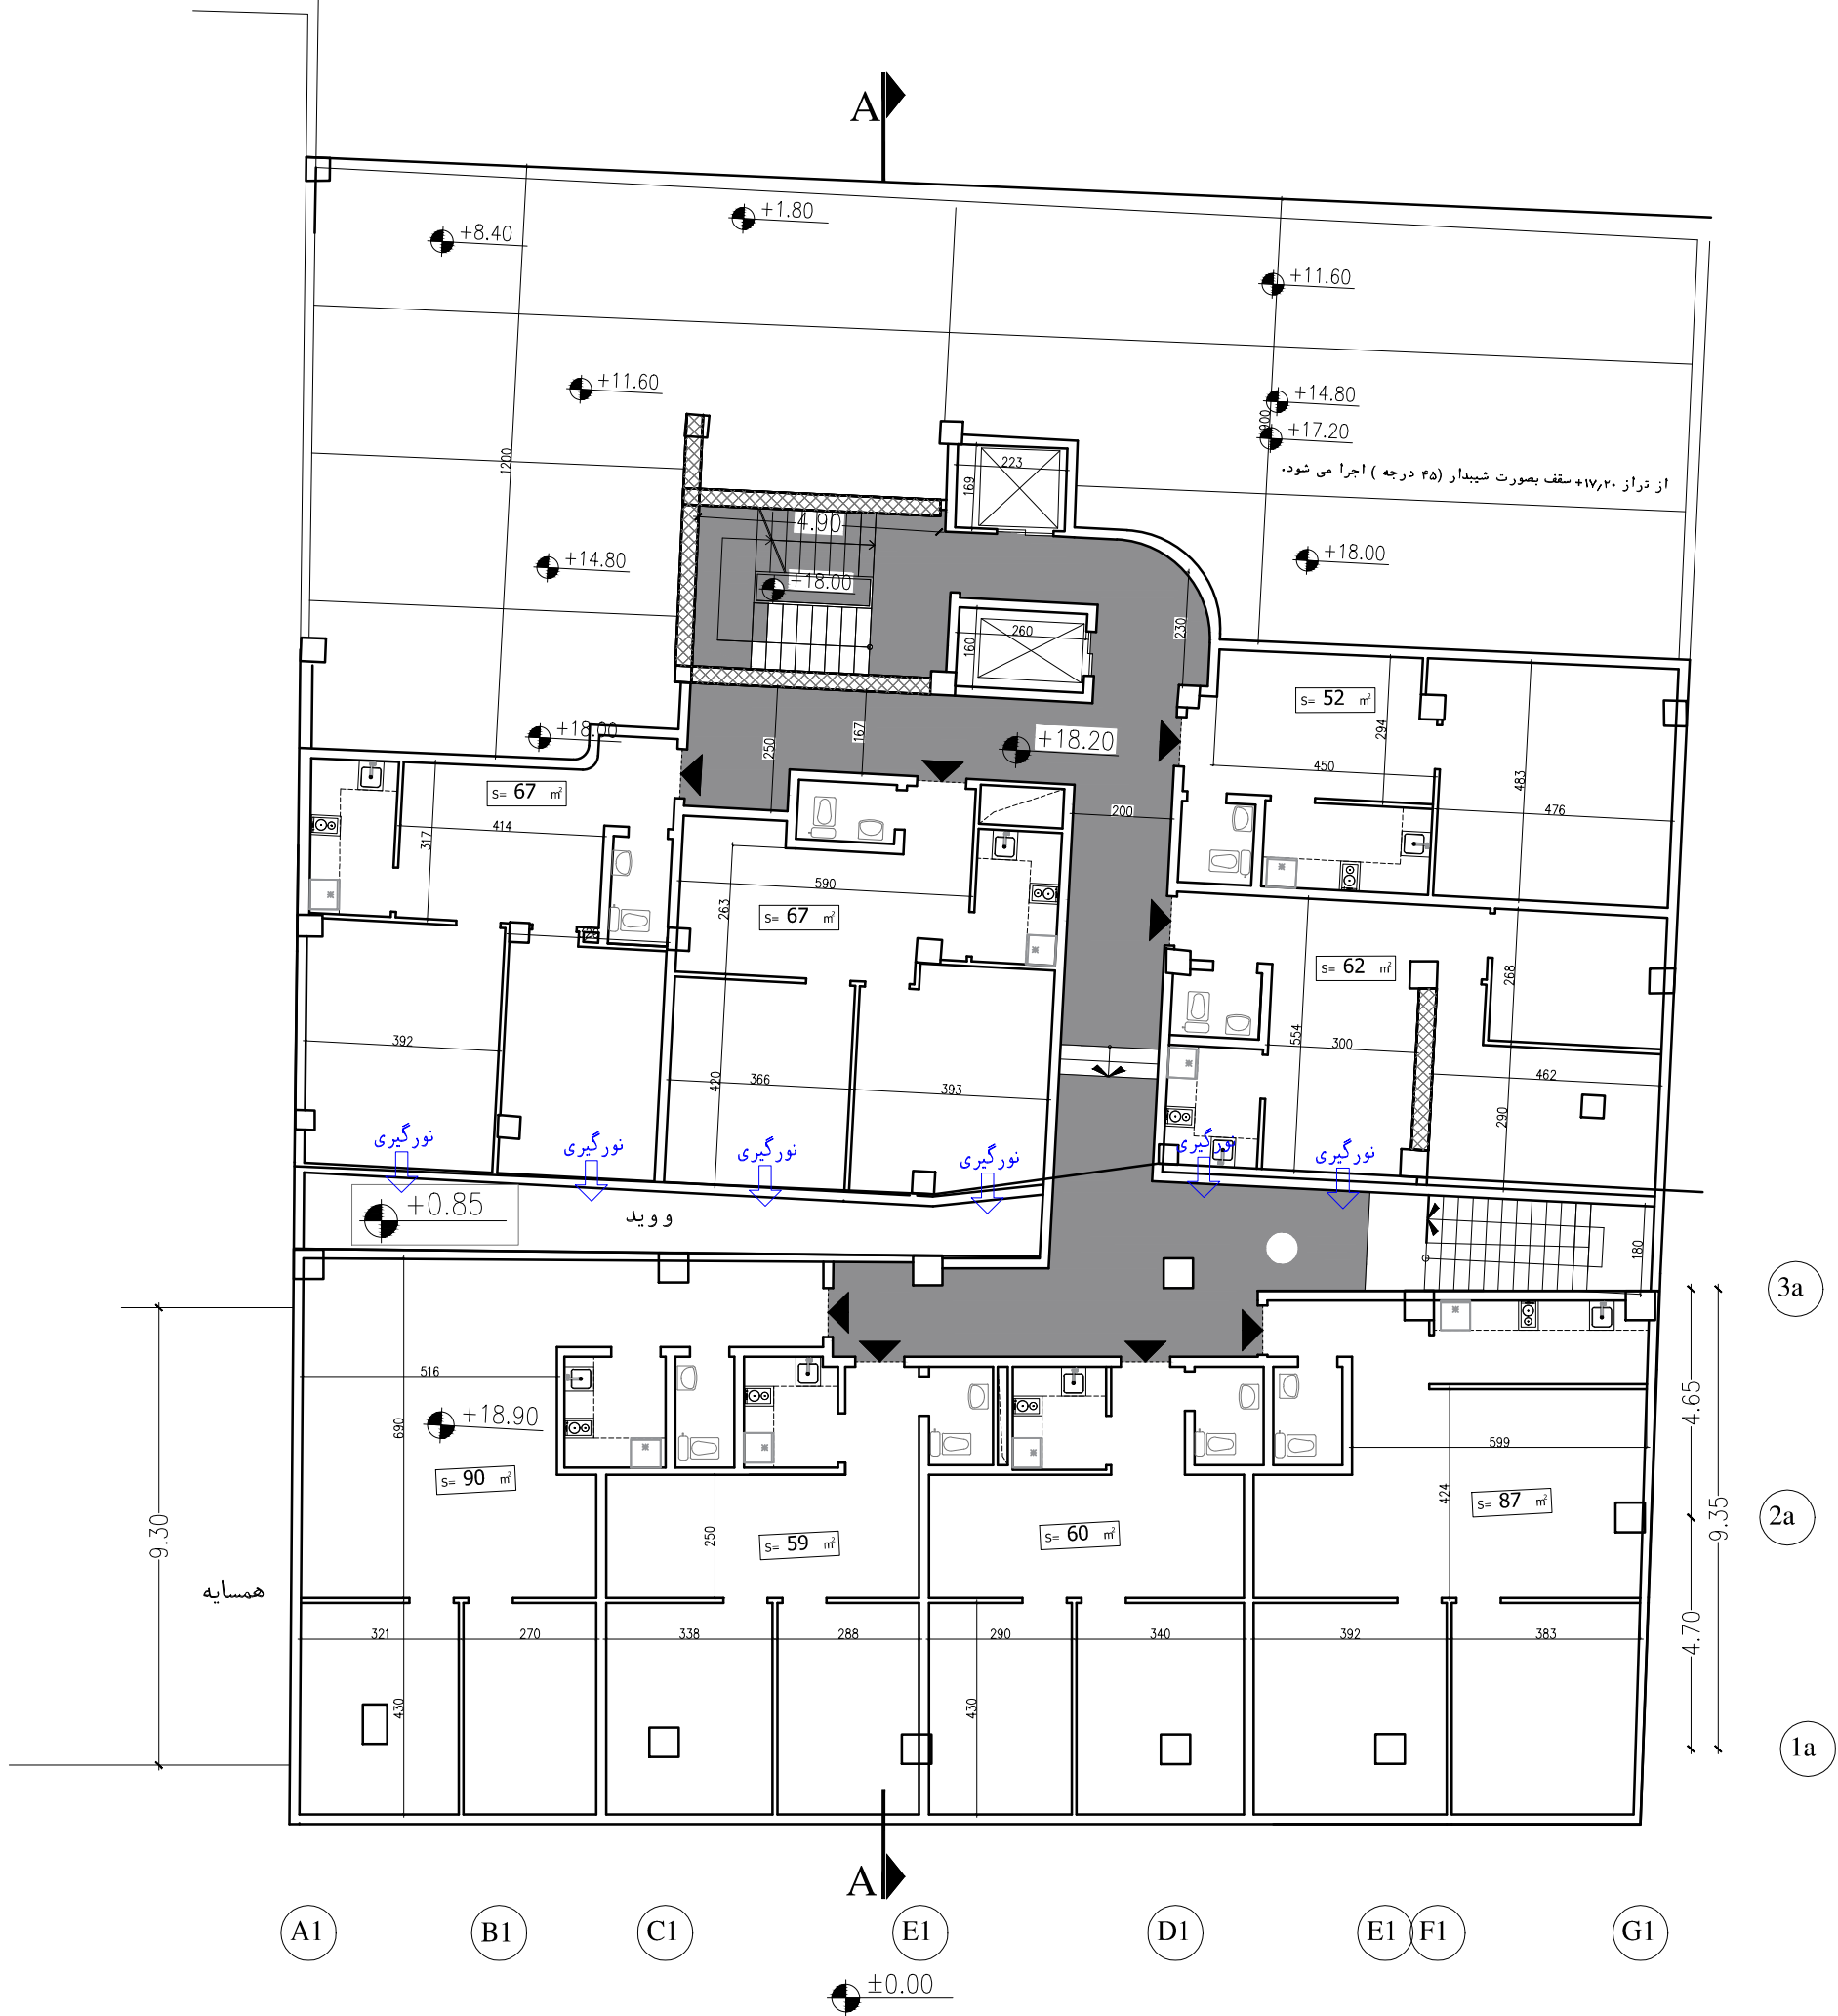 A
+1.80
+8.40
+11.60
+11.60
+14.80
900
+17.20
از تراز ۱۷٫۲۰+ سقف بصورت شیبدار (۴۵ درجه ) اجرا می شود.
1200
223
169
4.90
+18.00
+14.80
+18.00
260
160
230
+18.00
250
167
+18.20
S= 52 m²
294
450
483
476
S= 67 m²
414
317
200
590
263
S= 67 m²
S= 62 m²
268
554
300
462
290
392
420
366
393
نورگیری
نورگیری
نورگیری
نورگیری
نورگیری
نورگیری
+0.85
ووید
180
3a
516
690
+18.90
S= 90 m²
599
424
S= 87 m²
4.65
9.35
2a
9.30
250
S= 59 m²
S= 60 m²
همسایه
321
270
338
288
290
340
392
383
4.70
430
430
1a
A
A1
B1
C1
E1
D1
E1
F1
G1
±0.00